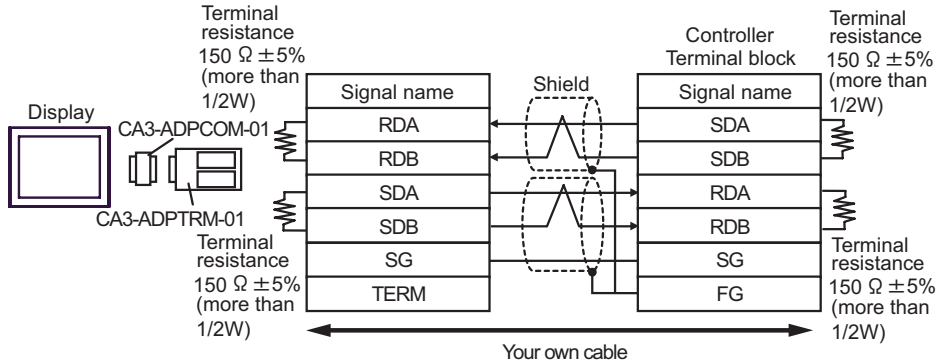 Terminal
resistance
150 Ω ±5%
(more than
1/2W)
Controller
Terminal block
Terminal
resistance
150 Ω ±5%
(more than
1/2W)
Display
CA3-ADPCOM-01
CA3-ADPTRM-01
Signal name
RDA
RDB
SDA
SDB
SG
TERM
Shield
Signal name
SDA
SDB
RDA
RDB
SG
FG
Terminal
resistance
150 Ω ±5%
(more than
1/2W)
Terminal
resistance
150 Ω ±5%
(more than
1/2W)
Your own cable